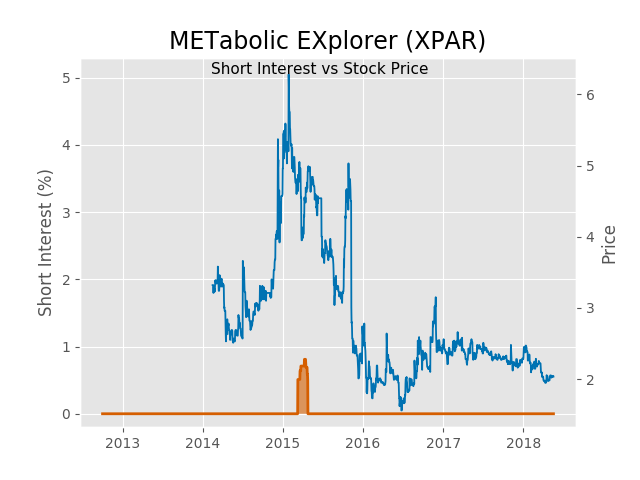 METabolic EXplorer (XPAR)
Short Interest vs Stock Price
Short Interest (%)
5
4
3
2
1
0
6
5
4
3
2
Price
2013 2014 2015 2016 2017 2018